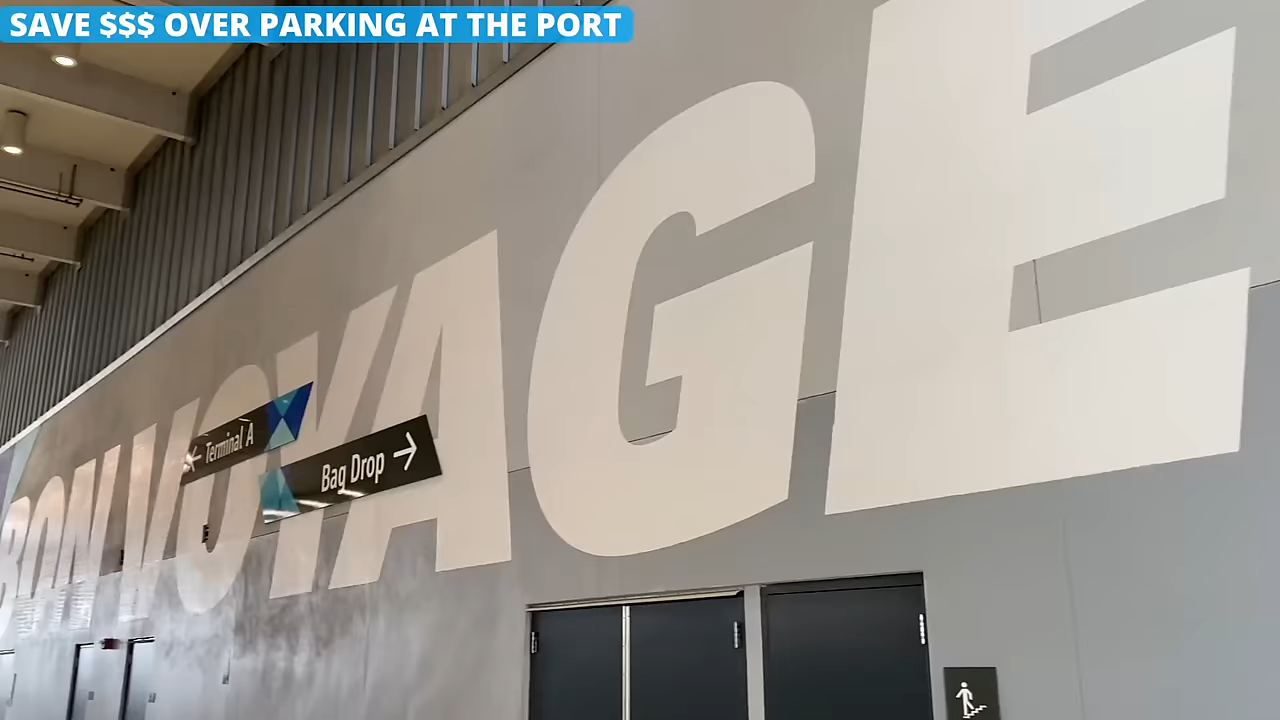 SAVE $$$ OVER PARKING AT THE PORT
BON VOYAGE
← Terminal A
Bag Drop →